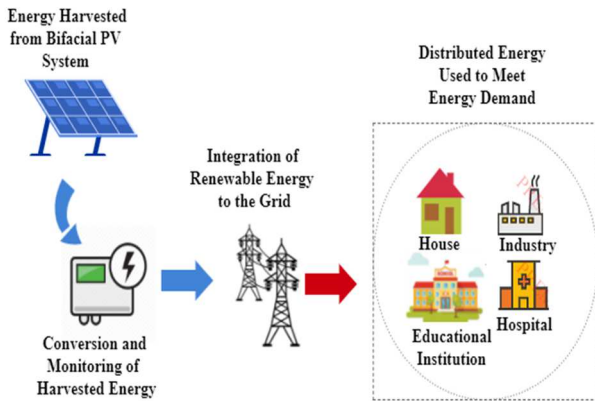 Energy Harvested
from Bifacial PV
System
Distributed Energy
Used to Meet
Energy Demand
Integration of
Renewable Energy
to the Grid
House
Industry
Educational
Institution
Hospital
Conversion and
Monitoring of
Harvested Energy